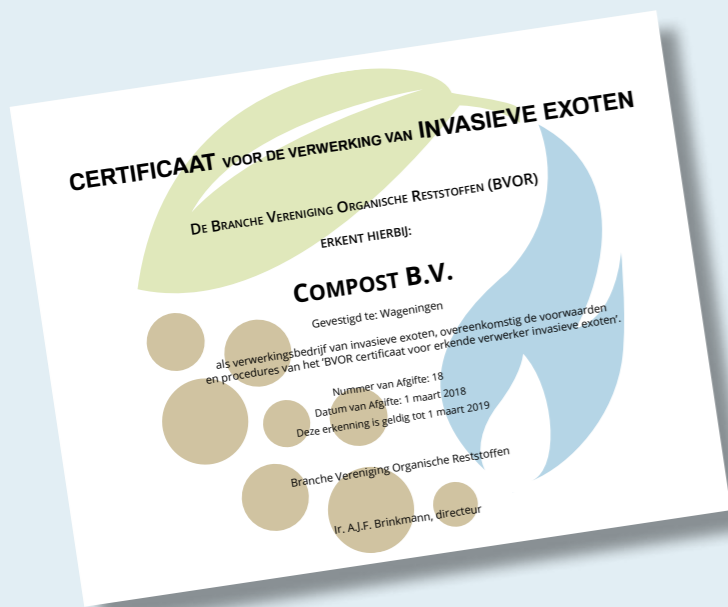 CERTIFICAAT VOOR DE VERWERKING VAN INVASIEVE EXOTEN
DE BRANCHE VERENIGING ORGANISCHE RESTSTOFFEN (BVOR)
ERKENT HIERBIJ:
COMPOST B.V.
Gevestigd te: Wageningen
als verwerkingsbedrijf van invasieve exoten, overeenkomstig de voorwaarden
en procedures van het ‘BVOR certificaat voor erkende verwerker invasieve exoten’.
Nummer van Afgifte: 18
Datum van Afgifte: 1 maart 2018
Deze erkenning is geldig tot 1 maart 2019
Branche Vereniging Organische Reststoffen
Ir. A.J.F. Brinkmann, directeur